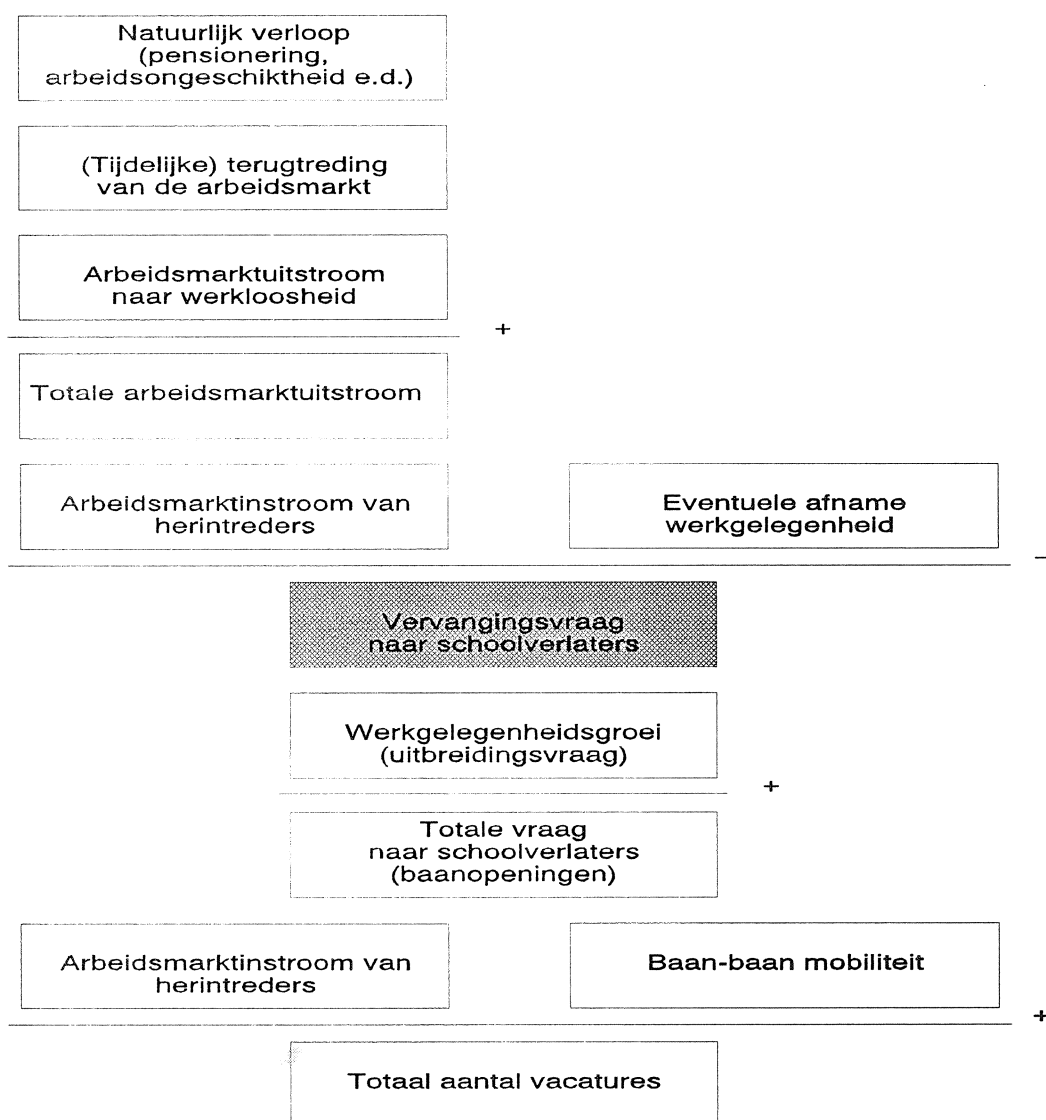 Natuurlijk verloop
(pensionering,
arbeidsongeschiktheid e.d.)
(Tijdelijke) terugtreding
van de arbeidsmarkt
Arbeidsmarktuitstroom
naar werkloosheid
+
Totale arbeidsmarktuitstroom
Arbeidsmarktinstroom van
herintreders
Eventuele afname
werkgelegenheid
-
Vervangingsvraag
naar schoolverlaters
Werkgelegenheidsgroei
(uitbreidingsvraag)
+
Totale vraag
naar schoolverlaters
(baanopeningen)
Arbeidsmarktinstroom van
herintreders
Baan-baan mobiliteit
+
Totaal aantal vacatures